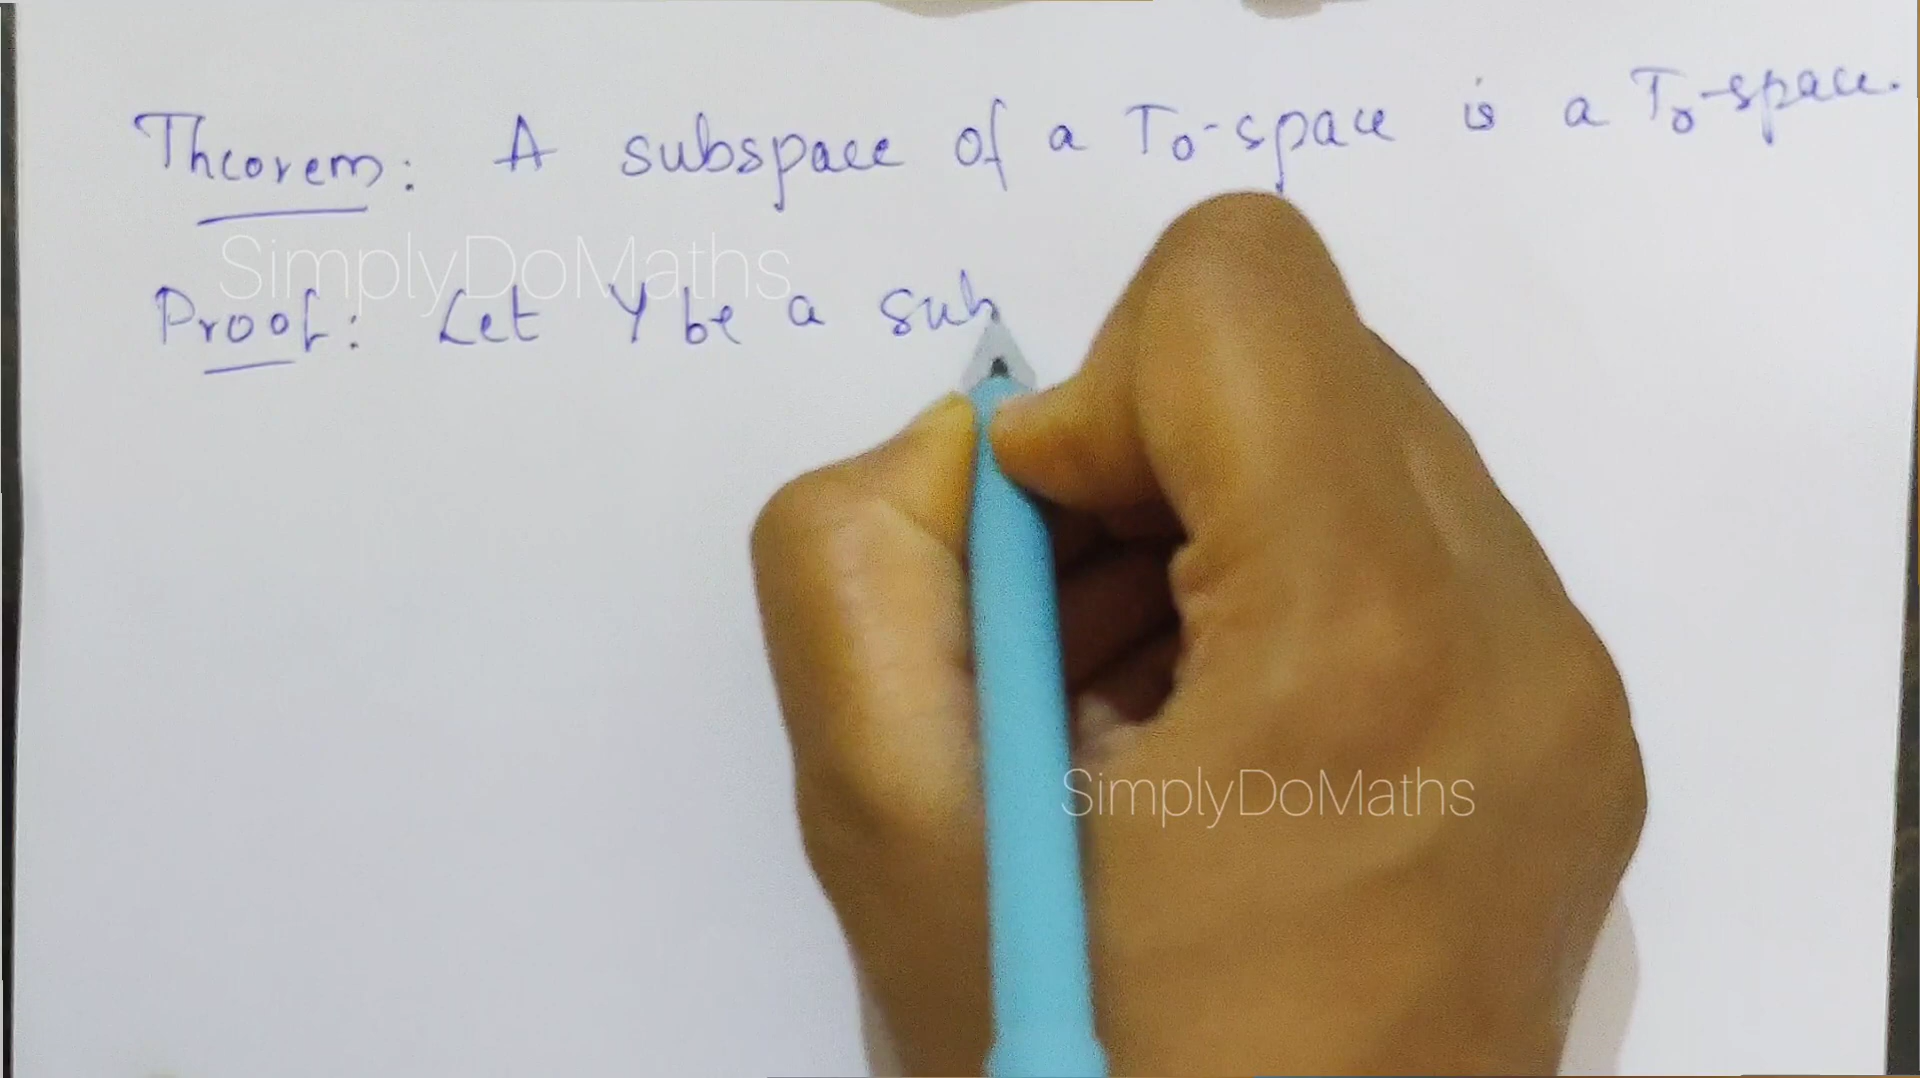 Theorem: A subspace of a T₀-space is a T₀-space.
SimplyDoMaths
Proof: Let Y be a sub
SimplyDoMaths